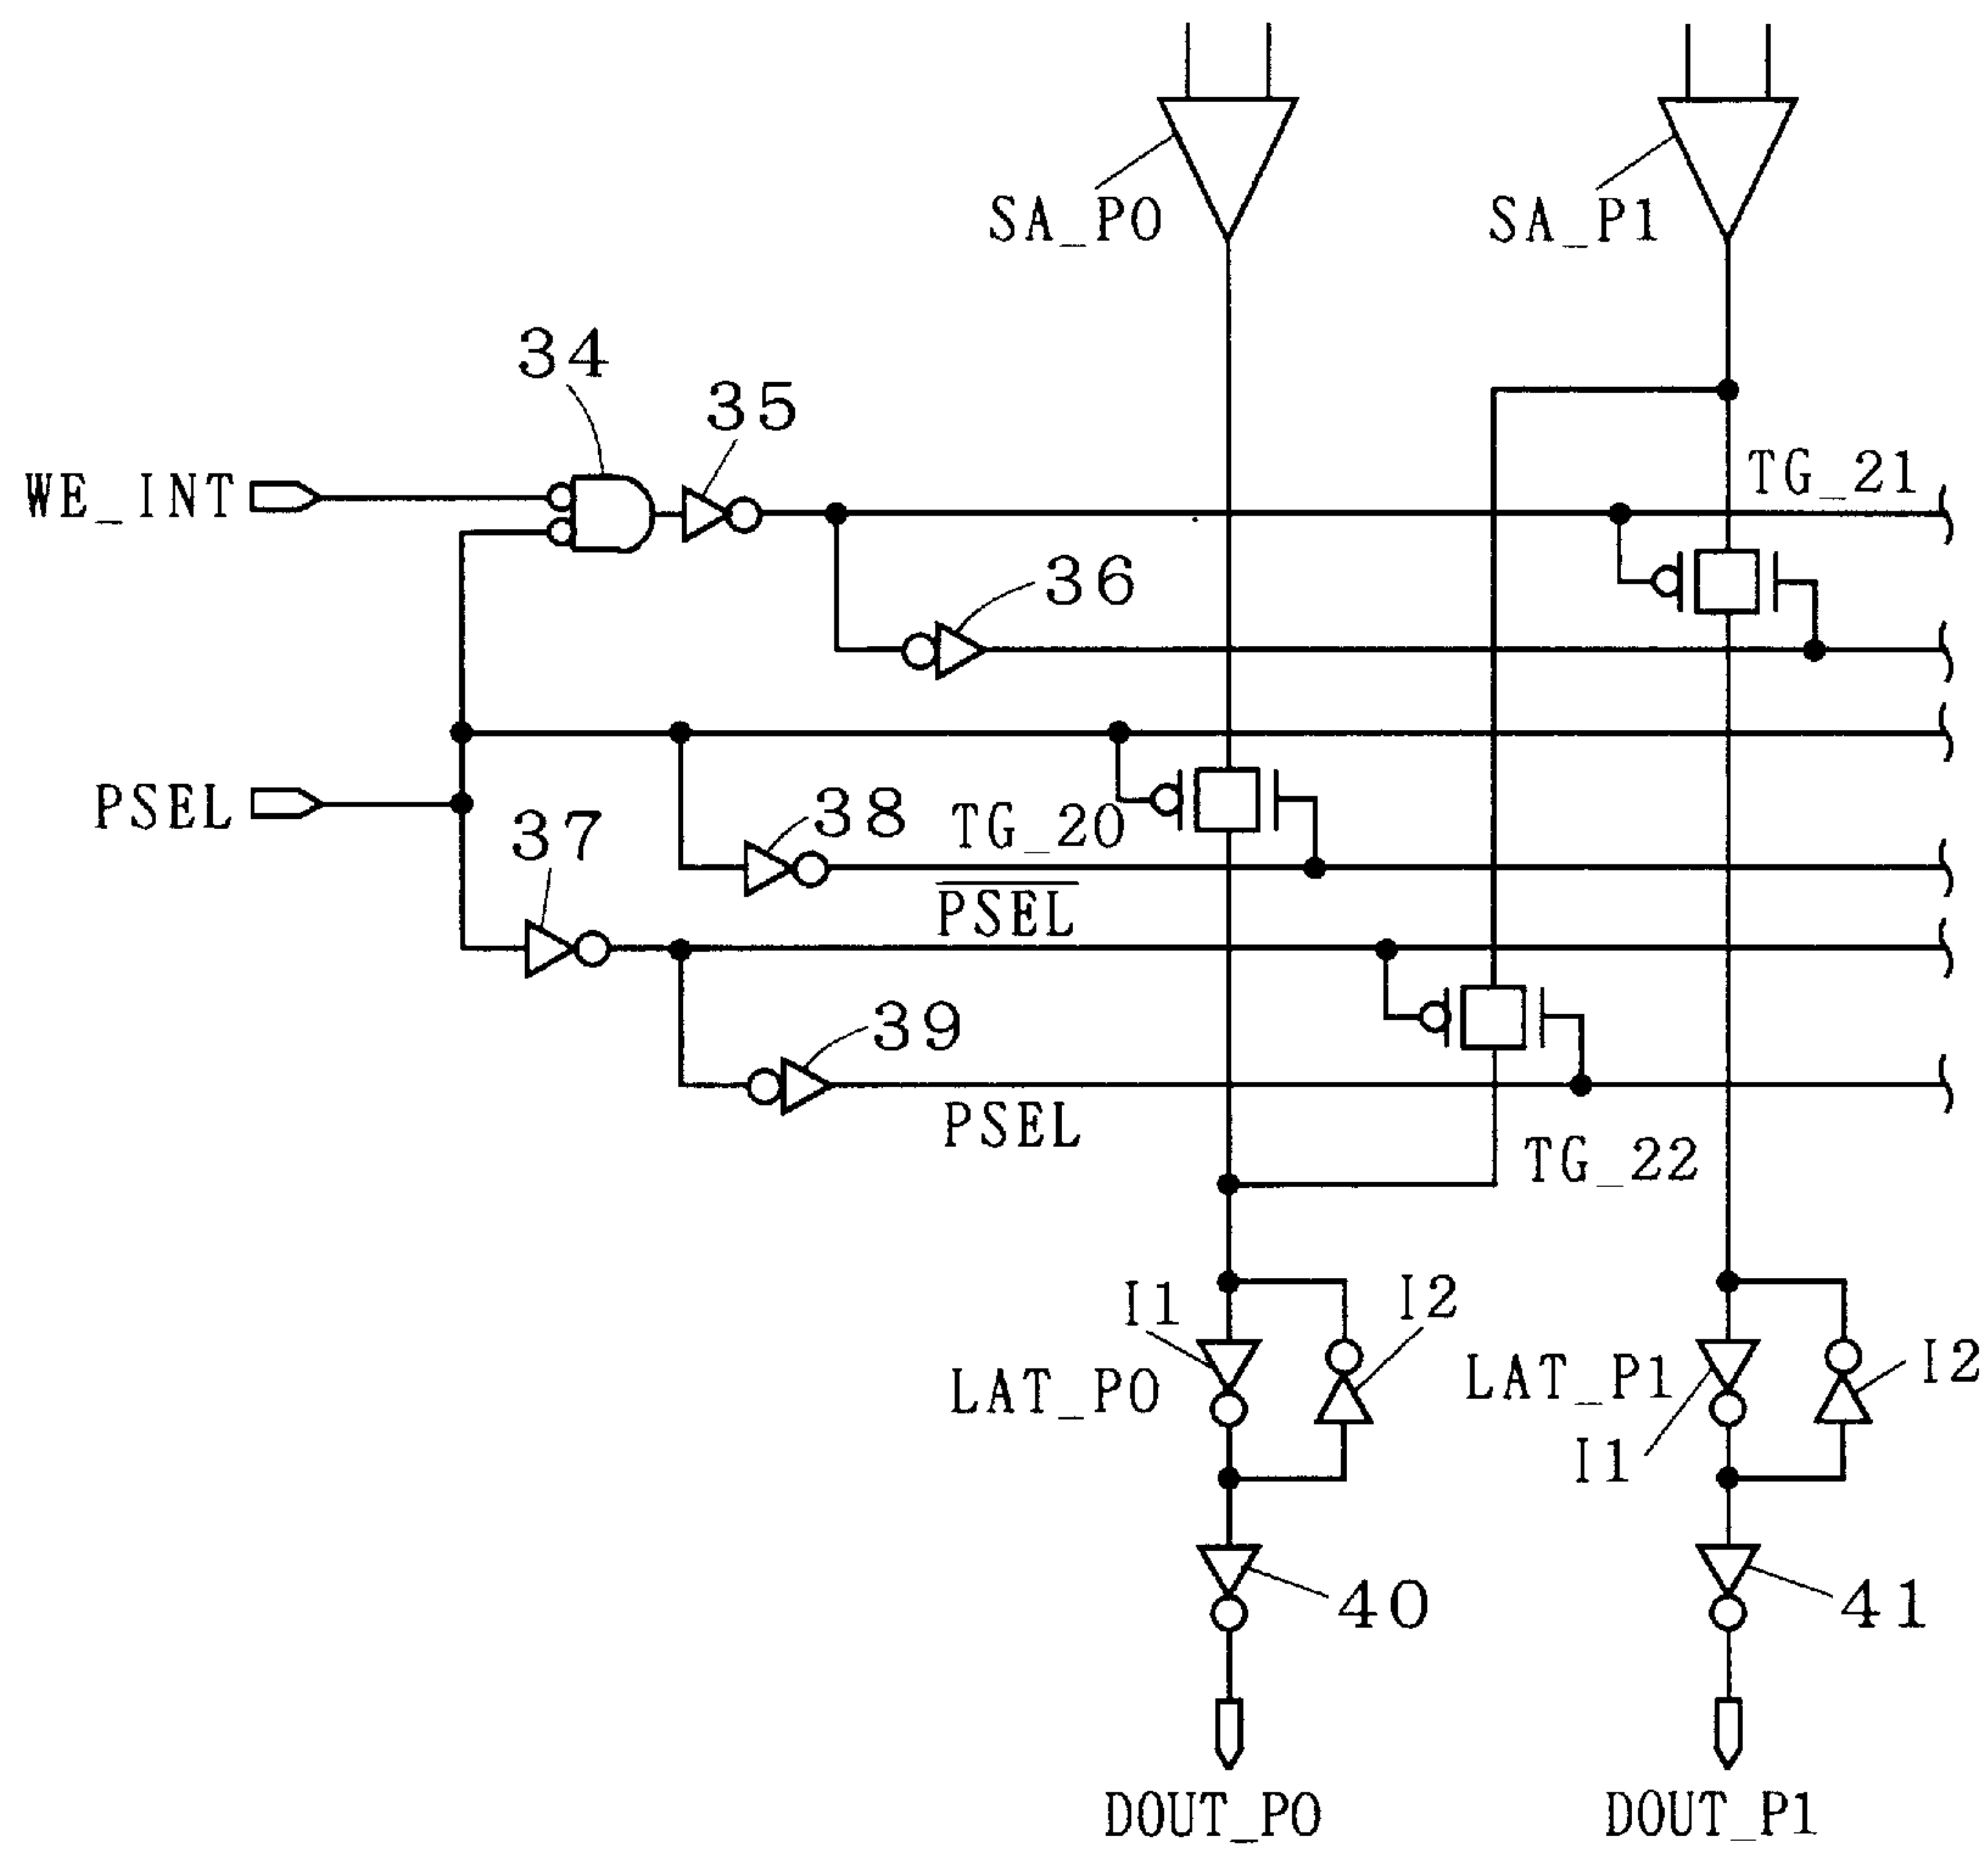 SA_P0
SA_P1
34
35
WE_INT
TG_21
36
PSEL
37
38
TG_20
PSEL
39
PSEL
TG_22
I1
I2
LAT_P0
LAT_P1
I2
I1
40
41
DOUT_P0
DOUT_P1